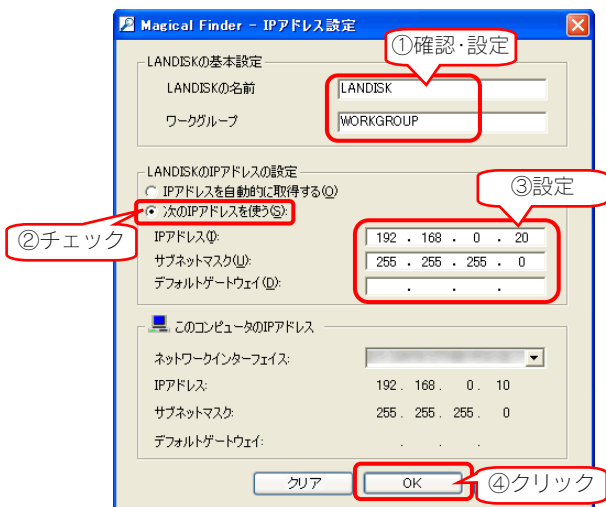 Magical Finder - IPアドレス設定
①確認・設定
LANDISKの基本設定
LANDISKの名前 LANDISK
ワークグループ WORKGROUP
LANDISKのIPアドレスの設定
IPアドレスを自動的に取得する(O)
③設定
次のIPアドレスを使う(S):
②チェック
IPアドレス(I): 192 . 168 . 0 . 20
サブネットマスク(U): 255 . 255 . 255 . 0
デフォルトゲートウェイ(D): . . .
このコンピュータのIPアドレス
ネットワークインターフェイス:
IPアドレス: 192 . 168 . 0 . 10
サブネットマスク: 255 . 255 . 255 . 0
デフォルトゲートウェイ: . . .
クリア OK ④クリック